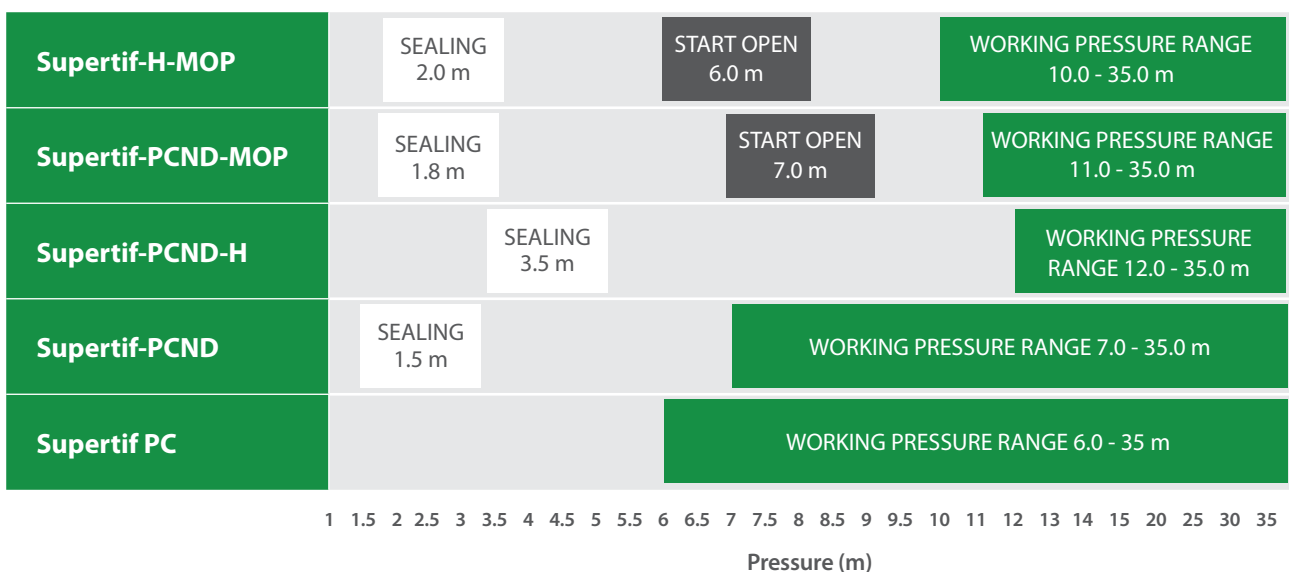 Supertif-H-MOP
SEALING
2.0 m
START OPEN
6.0 m
WORKING PRESSURE RANGE
10.0 - 35.0 m
Supertif-PCND-MOP
SEALING
1.8 m
START OPEN
7.0 m
WORKING PRESSURE RANGE
11.0 - 35.0 m
Supertif-PCND-H
SEALING
3.5 m
WORKING PRESSURE
RANGE 12.0 - 35.0 m
Supertif-PCND
SEALING
1.5 m
WORKING PRESSURE RANGE 7.0 - 35.0 m
Supertif PC
WORKING PRESSURE RANGE 6.0 - 35 m
1 1.5 2 2.5 3 3.5 4 4.5 5 5.5 6 6.5 7 7.5 8 8.5 9 9.5 10 11 12 13 14 15 20 25 30 35
Pressure (m)